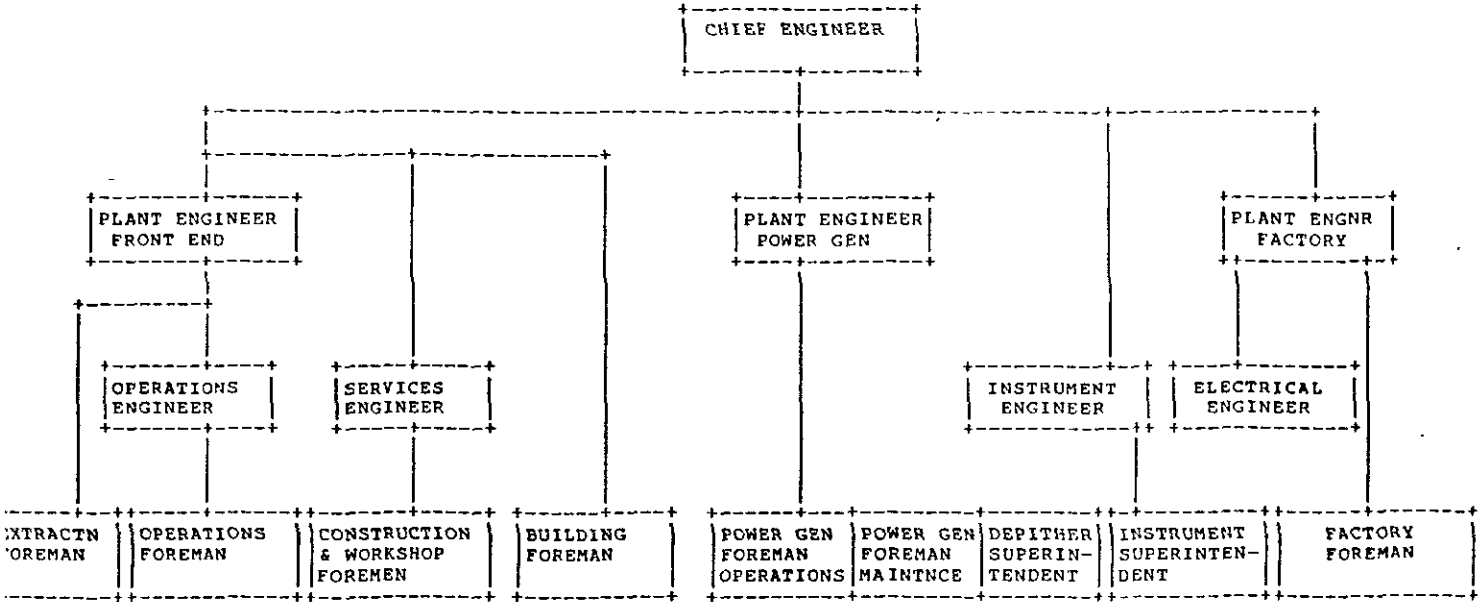 CHIEF ENGINEER
PLANT ENGINEER
FRONT END
PLANT ENGINEER
POWER GEN
PLANT ENGNR
FACTORY
OPERATIONS
ENGINEER
SERVICES
ENGINEER
INSTRUMENT
ENGINEER
ELECTRICAL
ENGINEER
EXTRACTN
FOREMAN
OPERATIONS
FOREMAN
CONSTRUCTION
& WORKSHOP
FOREMEN
BUILDING
FOREMAN
POWER GEN
FOREMAN
OPERATIONS
POWER GEN
FOREMAN
MAINTNCE
DEPITHER
SUPERIN-
TENDENT
INSTRUMENT
SUPERINTEN-
DENT
FACTORY
FOREMAN